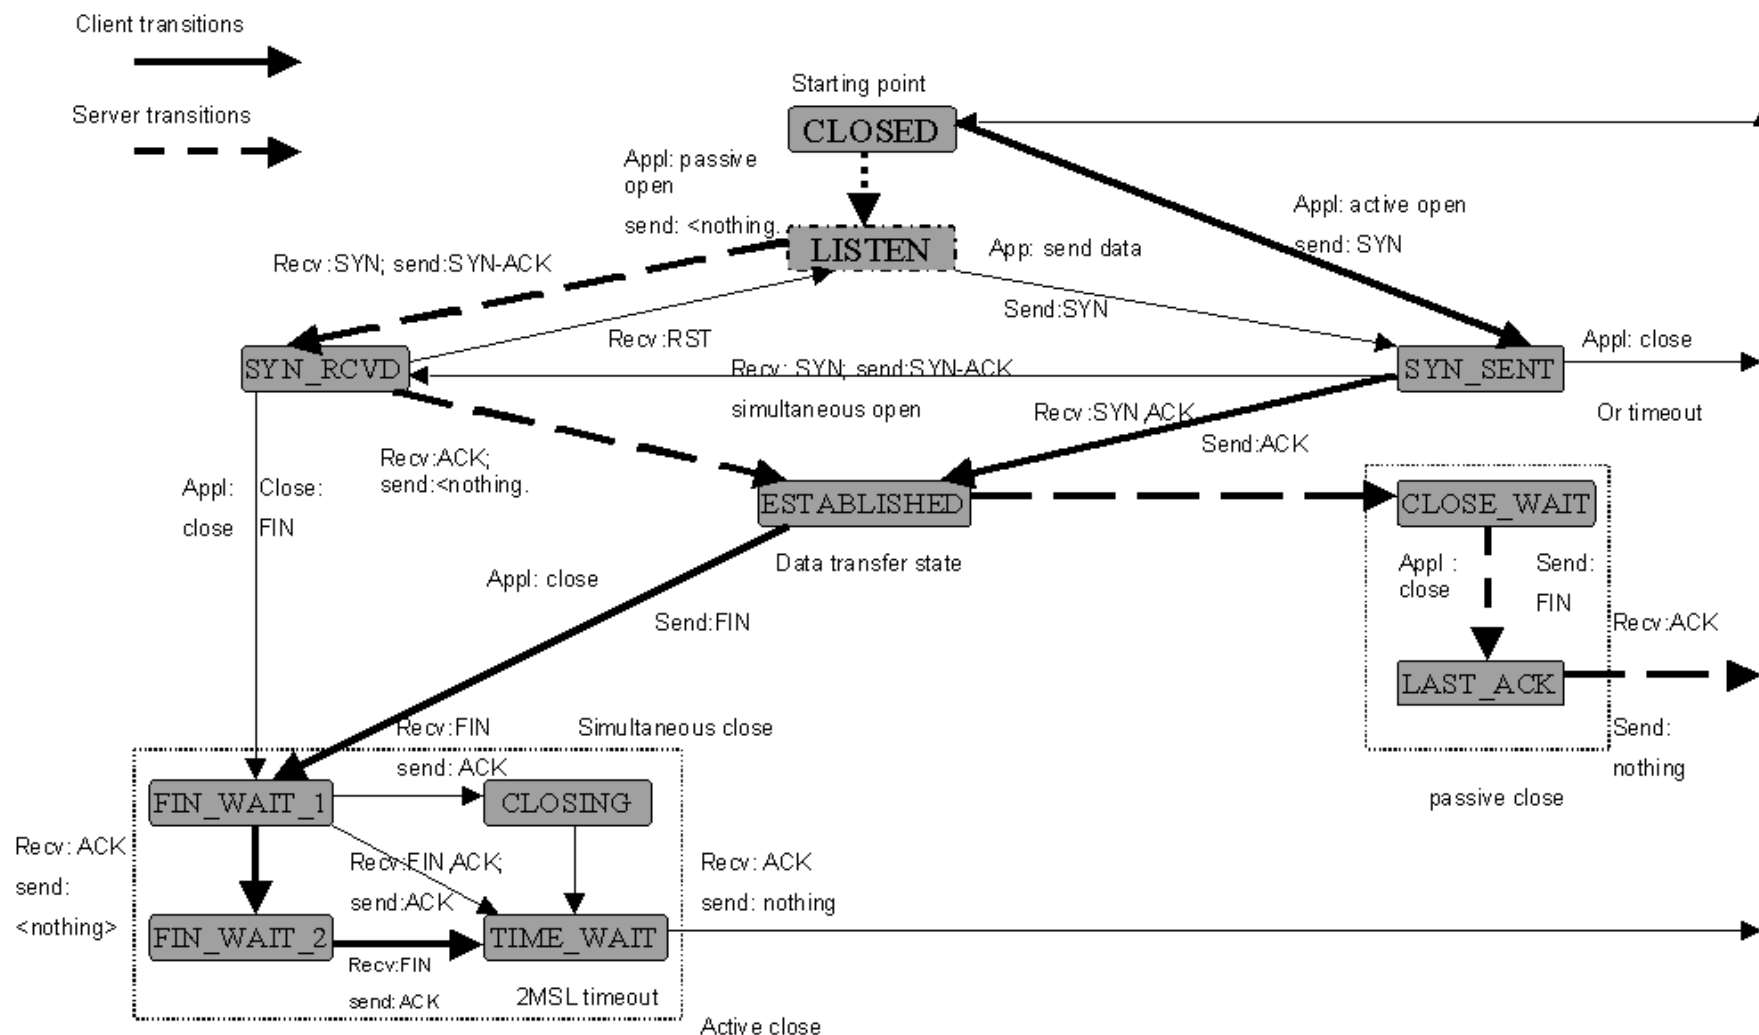 Client transitions
Server transitions
Starting point
CLOSED
Appl: passive
open
send: <nothing.
Appl: active open
send: SYN
LISTEN
App: send data
Recv:SYN; send:SYN-ACK
Send:SYN
Recv:RST
SYN_RCVD
Recv: SYN; send:SYN-ACK
simultaneous open
SYN_SENT
Appl: close
Or timeout
Recv:SYN,ACK
Send:ACK
Recv:ACK;
send:<nothing.
Appl: Close:
close FIN
ESTABLISHED
Data transfer state
CLOSE_WAIT
Appl : Send:
close FIN
Appl: close
Send:FIN
Recv:ACK
LAST_ACK
Send:
nothing
passive close
Recv:FIN
send: ACK
Simultaneous close
FIN_WAIT_1
CLOSING
Recv: ACK
send:
<nothing>
Recv:FIN,ACK;
send:ACK
Recv: ACK
send: nothing
FIN_WAIT_2
TIME_WAIT
Recv:FIN
send:ACK
2MSL timeout
Active close